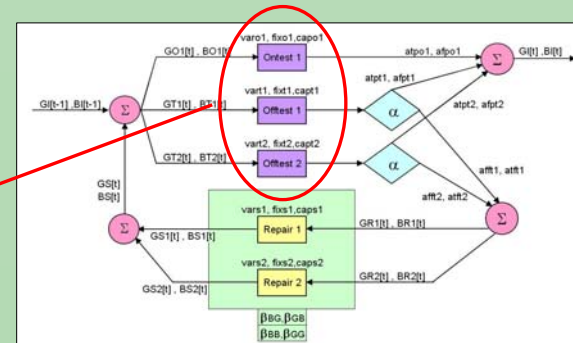 varo1, fixo1,capo1
GO1[t] , BO1[t]
Ontest 1
atpo1, afpo1
Σ
GI[t] ,BI[t]
GI[t-1] ,BI[t-1]
Σ
vart1, fixt1,capt1
GT1[t] , BT1[t]
Offtest 1
α
atpt1, afpt1
atpt2, afpt2
vart2, fixt2,capt2
GT2[t] , BT2[t]
Offtest 2
α
afft1, atft1
afft2, atft2
GS[t]
BS[t]
vars1, fixs1,caps1
Σ
GS1[t] , BS1[t]
Repair 1
GR1[t] , BR1[t]
Σ
vars2, fixs2,caps2
GS2[t] , BS2[t]
Repair 2
GR2[t] , BR2[t]
βBG,βGB
βBB,βGG